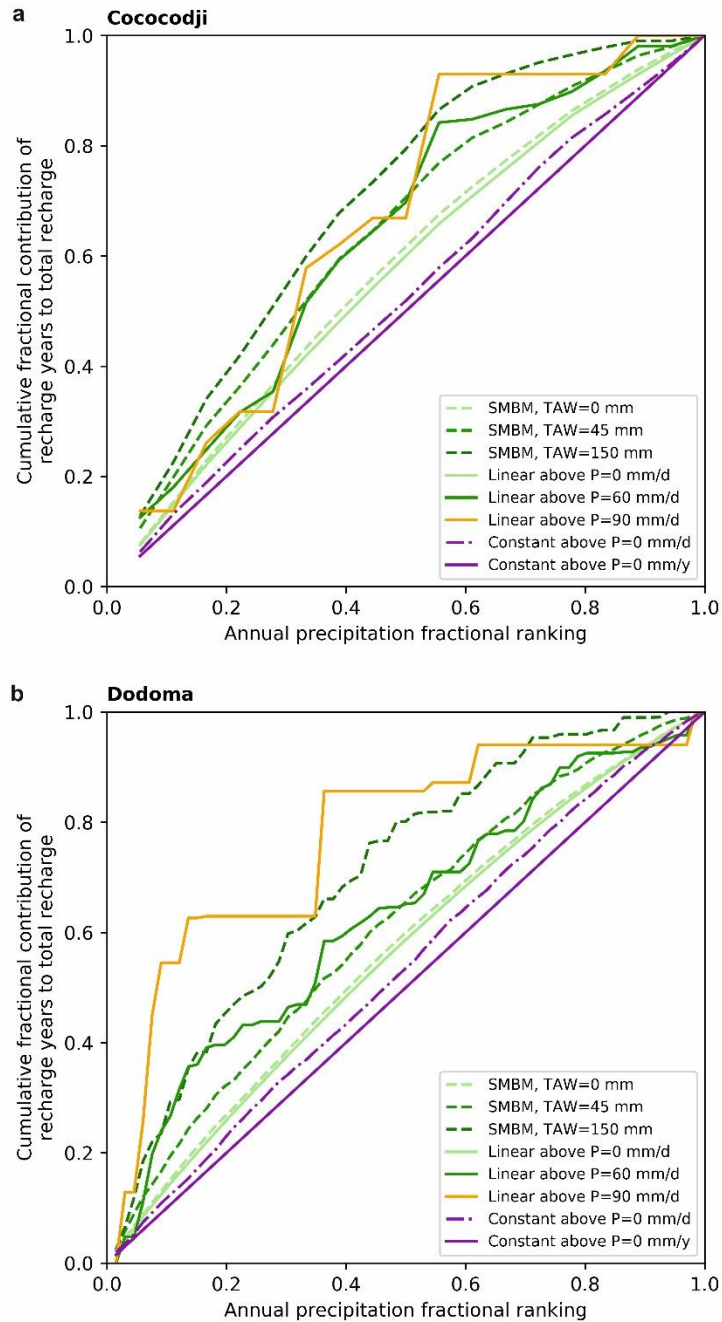 a
Cococodji
1.0
0.8
0.6
0.4
0.2
0.0
Cumulative fractional contribution of
recharge years to total recharge
SMBM, TAW=0 mm
SMBM, TAW=45 mm
SMBM, TAW=150 mm
Linear above P=0 mm/d
Linear above P=60 mm/d
Linear above P=90 mm/d
Constant above P=0 mm/d
Constant above P=0 mm/y
0.0 0.2 0.4 0.6 0.8 1.0
Annual precipitation fractional ranking
b
Dodoma
1.0
0.8
0.6
0.4
0.2
0.0
Cumulative fractional contribution of
recharge years to total recharge
SMBM, TAW=0 mm
SMBM, TAW=45 mm
SMBM, TAW=150 mm
Linear above P=0 mm/d
Linear above P=60 mm/d
Linear above P=90 mm/d
Constant above P=0 mm/d
Constant above P=0 mm/y
0.0 0.2 0.4 0.6 0.8 1.0
Annual precipitation fractional ranking